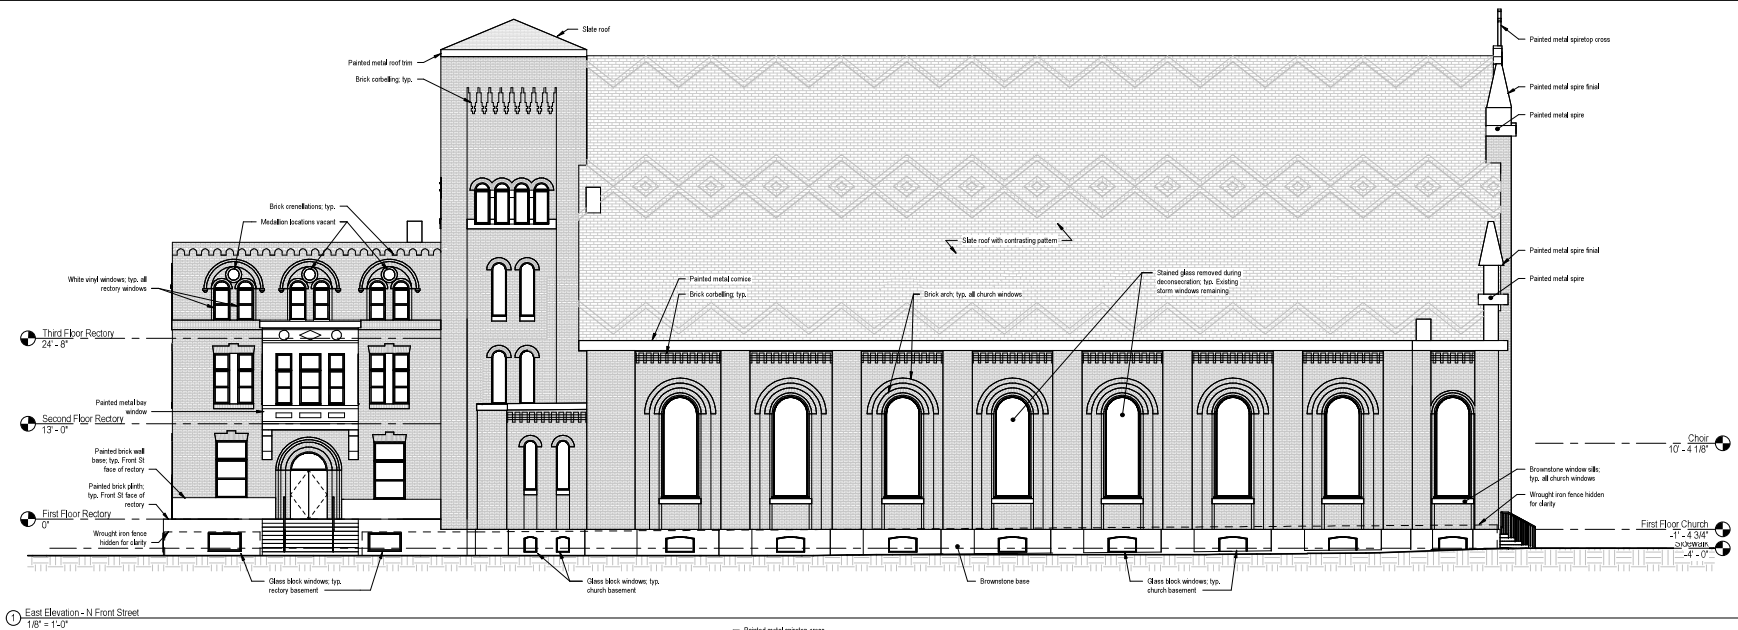 Slate roof
Painted metal roof trim
Brick corbelling; typ.
Painted metal spiretop cross
Painted metal spire finial
Painted metal spire
Brick crenellations; typ.
Medallion locations vacant
White vinyl windows; typ. all
rectory windows
Slate roof with contrasting pattern
Painted metal cornice
Brick corbelling; typ.
Brick arch; typ. all church windows
Stained glass removed during
deconsecration; typ. Existing
storm windows remaining
Painted metal spire finial
Painted metal spire
Third Floor Rectory
24' - 8"
Painted metal bay
window
Second Floor Rectory
13' - 0"
Choir
10' - 4 1/8"
Painted brick wall
base; typ. Front St
face of rectory
Painted brick plinth;
typ. Front St face of
rectory
Brownstone window sills;
typ. all church windows
Wrought iron fence hidden
for clarity
First Floor Rectory
0"
Wrought iron fence
hidden for clarity
First Floor Church
-1' - 4 3/4"
Sidewalk
-4' - 0"
Glass block windows; typ.
rectory basement
Glass block windows; typ.
church basement
Brownstone base
Glass block windows; typ.
church basement
1
East Elevation - N Front Street
1/8" = 1'-0"
Painted metal spiretop cross